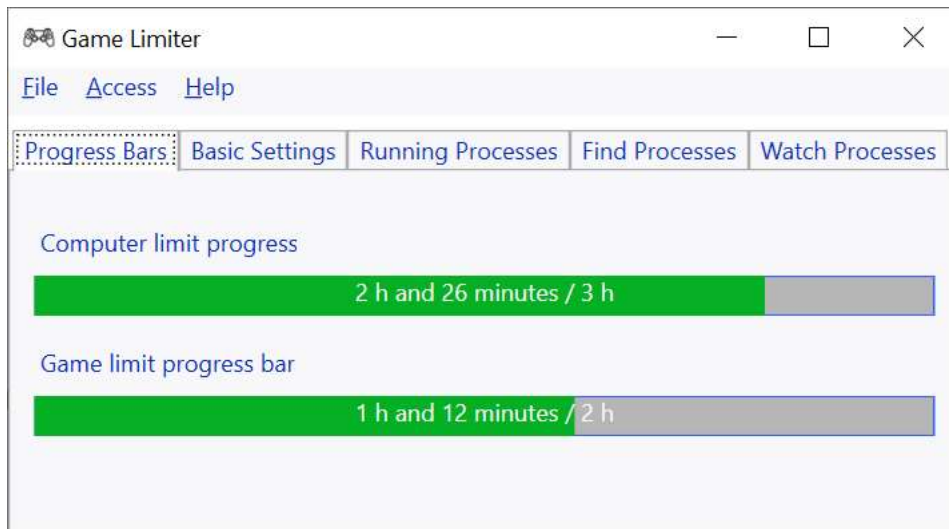 Game Limiter
File Access Help
Progress Bars Basic Settings Running Processes Find Processes Watch Processes
Computer limit progress
2 h and 26 minutes / 3 h
Game limit progress bar
1 h and 12 minutes / 2 h